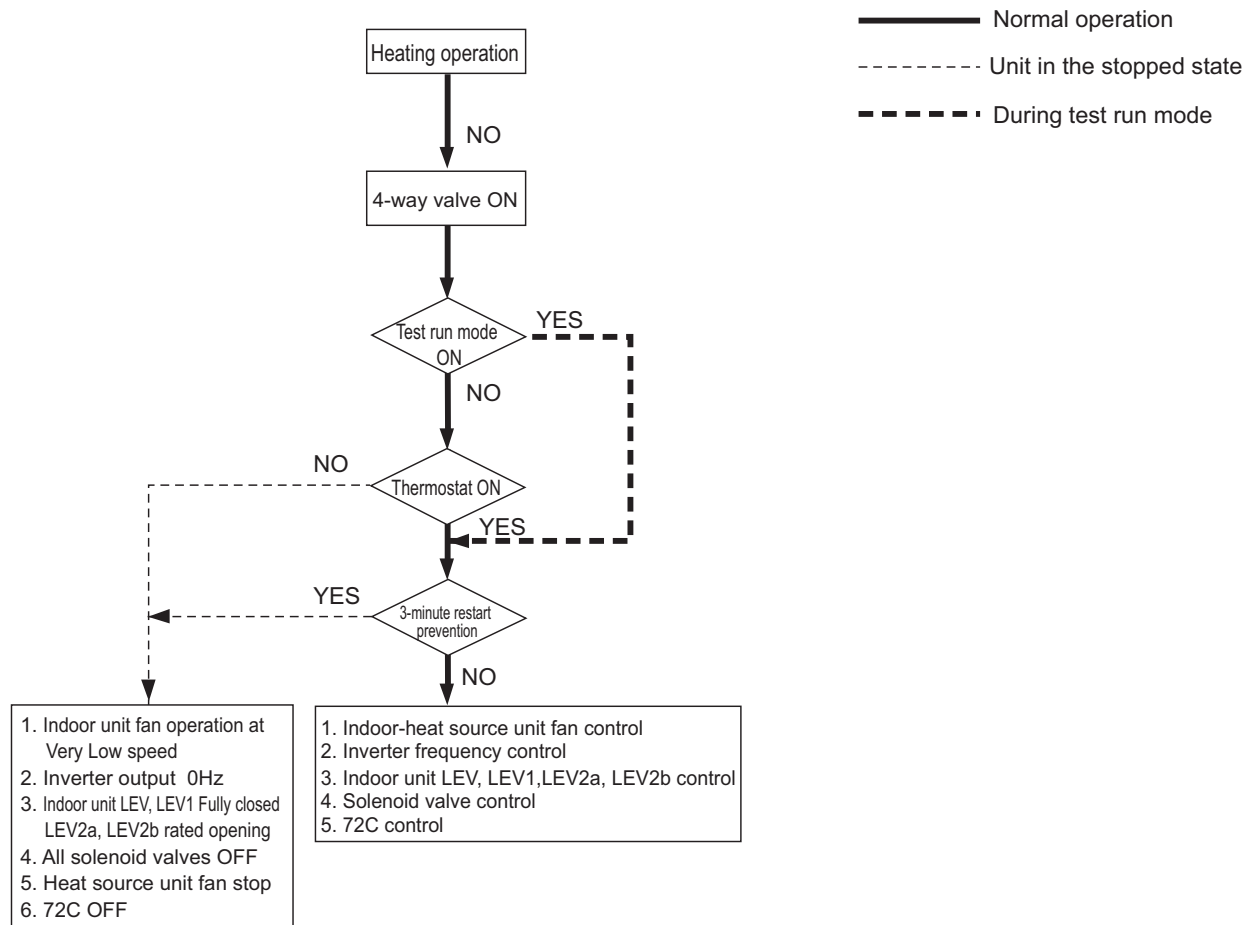 Normal operation
Unit in the stopped state
During test run mode
Heating operation
NO
4-way valve ON
Test run mode
ON
YES
NO
Thermostat ON
NO
YES
3-minute restart
prevention
YES
NO
1. Indoor unit fan operation at
Very Low speed
2. Inverter output 0Hz
3. Indoor unit LEV, LEV1 Fully closed
LEV2a, LEV2b rated opening
4. All solenoid valves OFF
5. Heat source unit fan stop
6. 72C OFF
1. Indoor-heat source unit fan control
2. Inverter frequency control
3. Indoor unit LEV, LEV1,LEV2a, LEV2b control
4. Solenoid valve control
5. 72C control